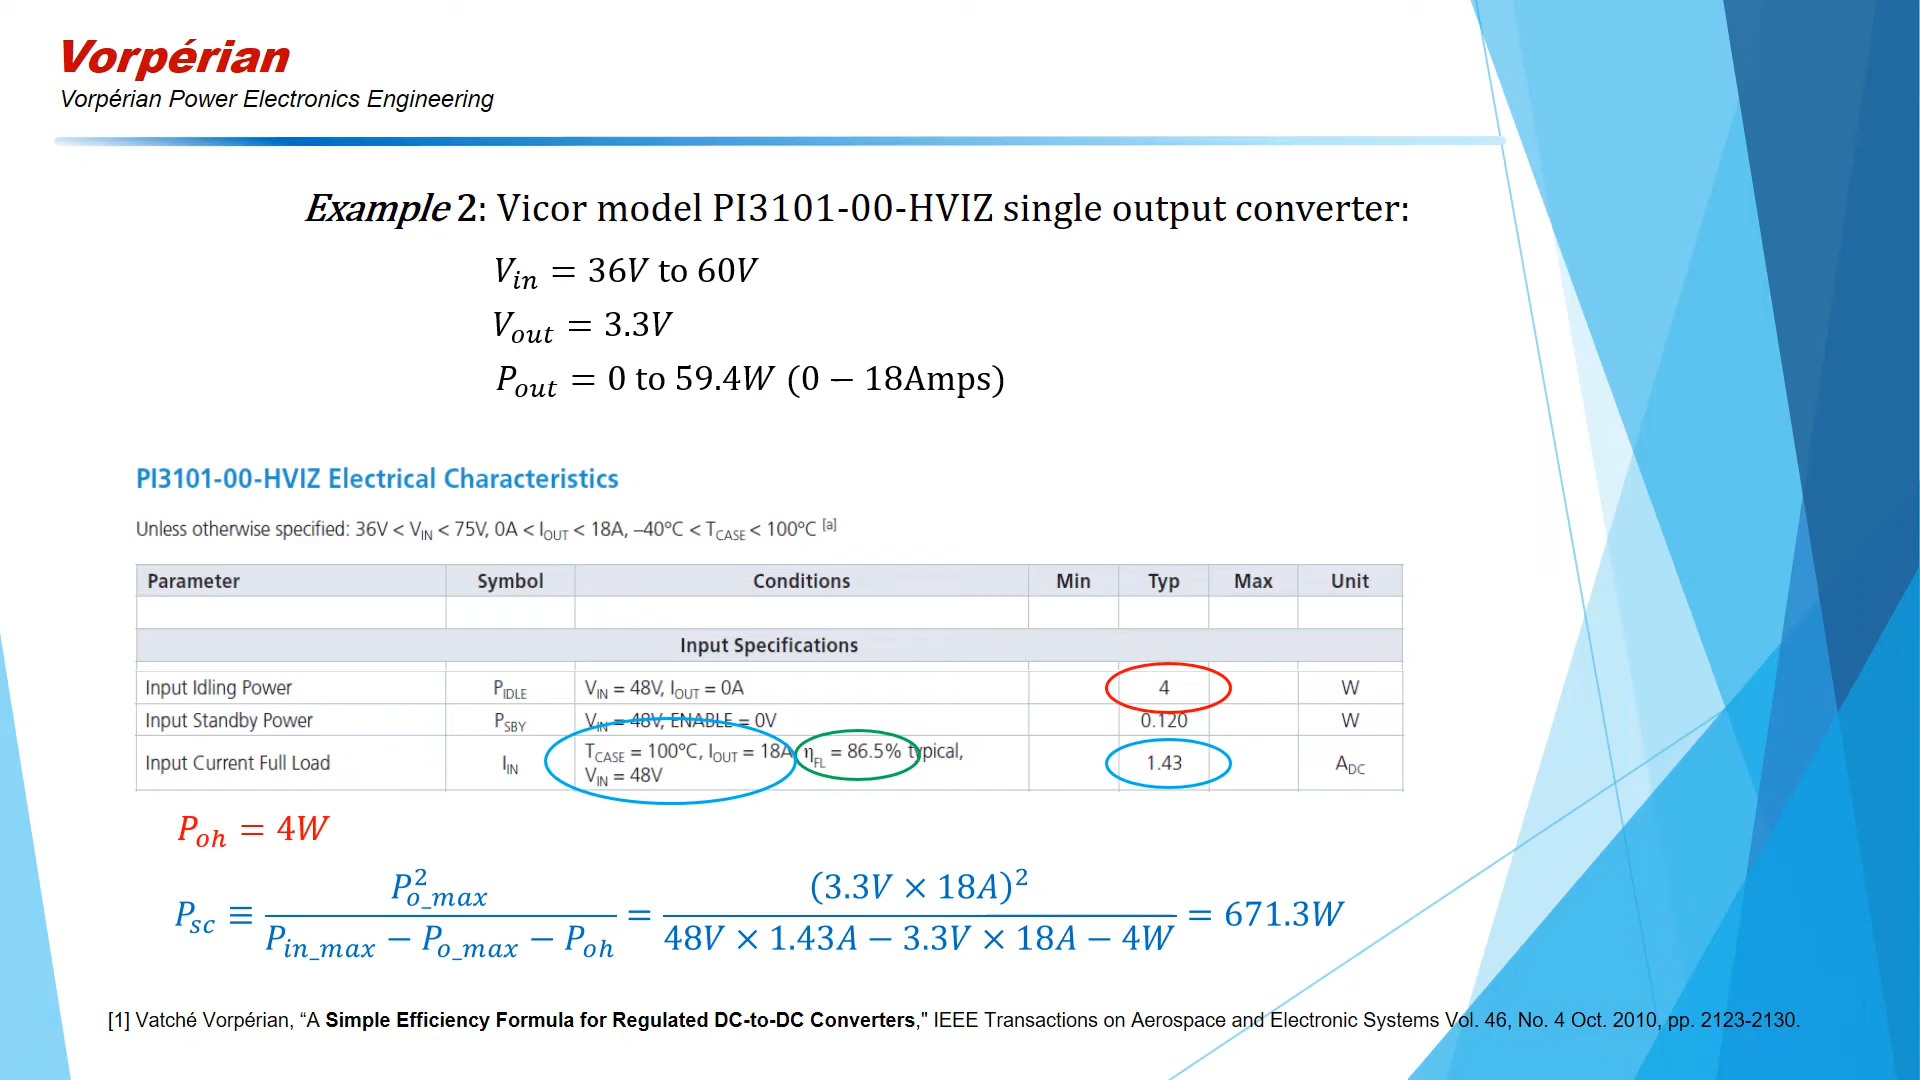 Vorpérian
Vorpérian Power Electronics Engineering
Example 2: Vicor model PI3101-00-HVIZ single output converter:
V_in = 36V to 60V
V_out = 3.3V
P_out = 0 to 59.4W (0 − 18Amps)
PI3101-00-HVIZ Electrical Characteristics
Unless otherwise specified: 36V < V_IN < 75V, 0A < I_OUT < 18A, –40°C < T_CASE < 100°C [a]
Parameter Symbol Conditions Min Typ Max Unit
Input Specifications
Input Idling Power P_IDLE V_IN = 48V, I_OUT = 0A 4 W
Input Standby Power P_SBY V_IN = 48V, ENABLE = 0V 0.120 W
Input Current Full Load I_IN T_CASE = 100°C, I_OUT = 18A, η_FL = 86.5% typical, V_IN = 48V 1.43 A_DC
P_oh = 4W
P_sc ≡ P_o_max^2 / (P_in_max − P_o_max − P_oh) = (3.3V × 18A)^2 / (48V × 1.43A − 3.3V × 18A − 4W) = 671.3W
[1] Vatché Vorpérian, “A Simple Efficiency Formula for Regulated DC-to-DC Converters," IEEE Transactions on Aerospace and Electronic Systems Vol. 46, No. 4 Oct. 2010, pp. 2123-2130.